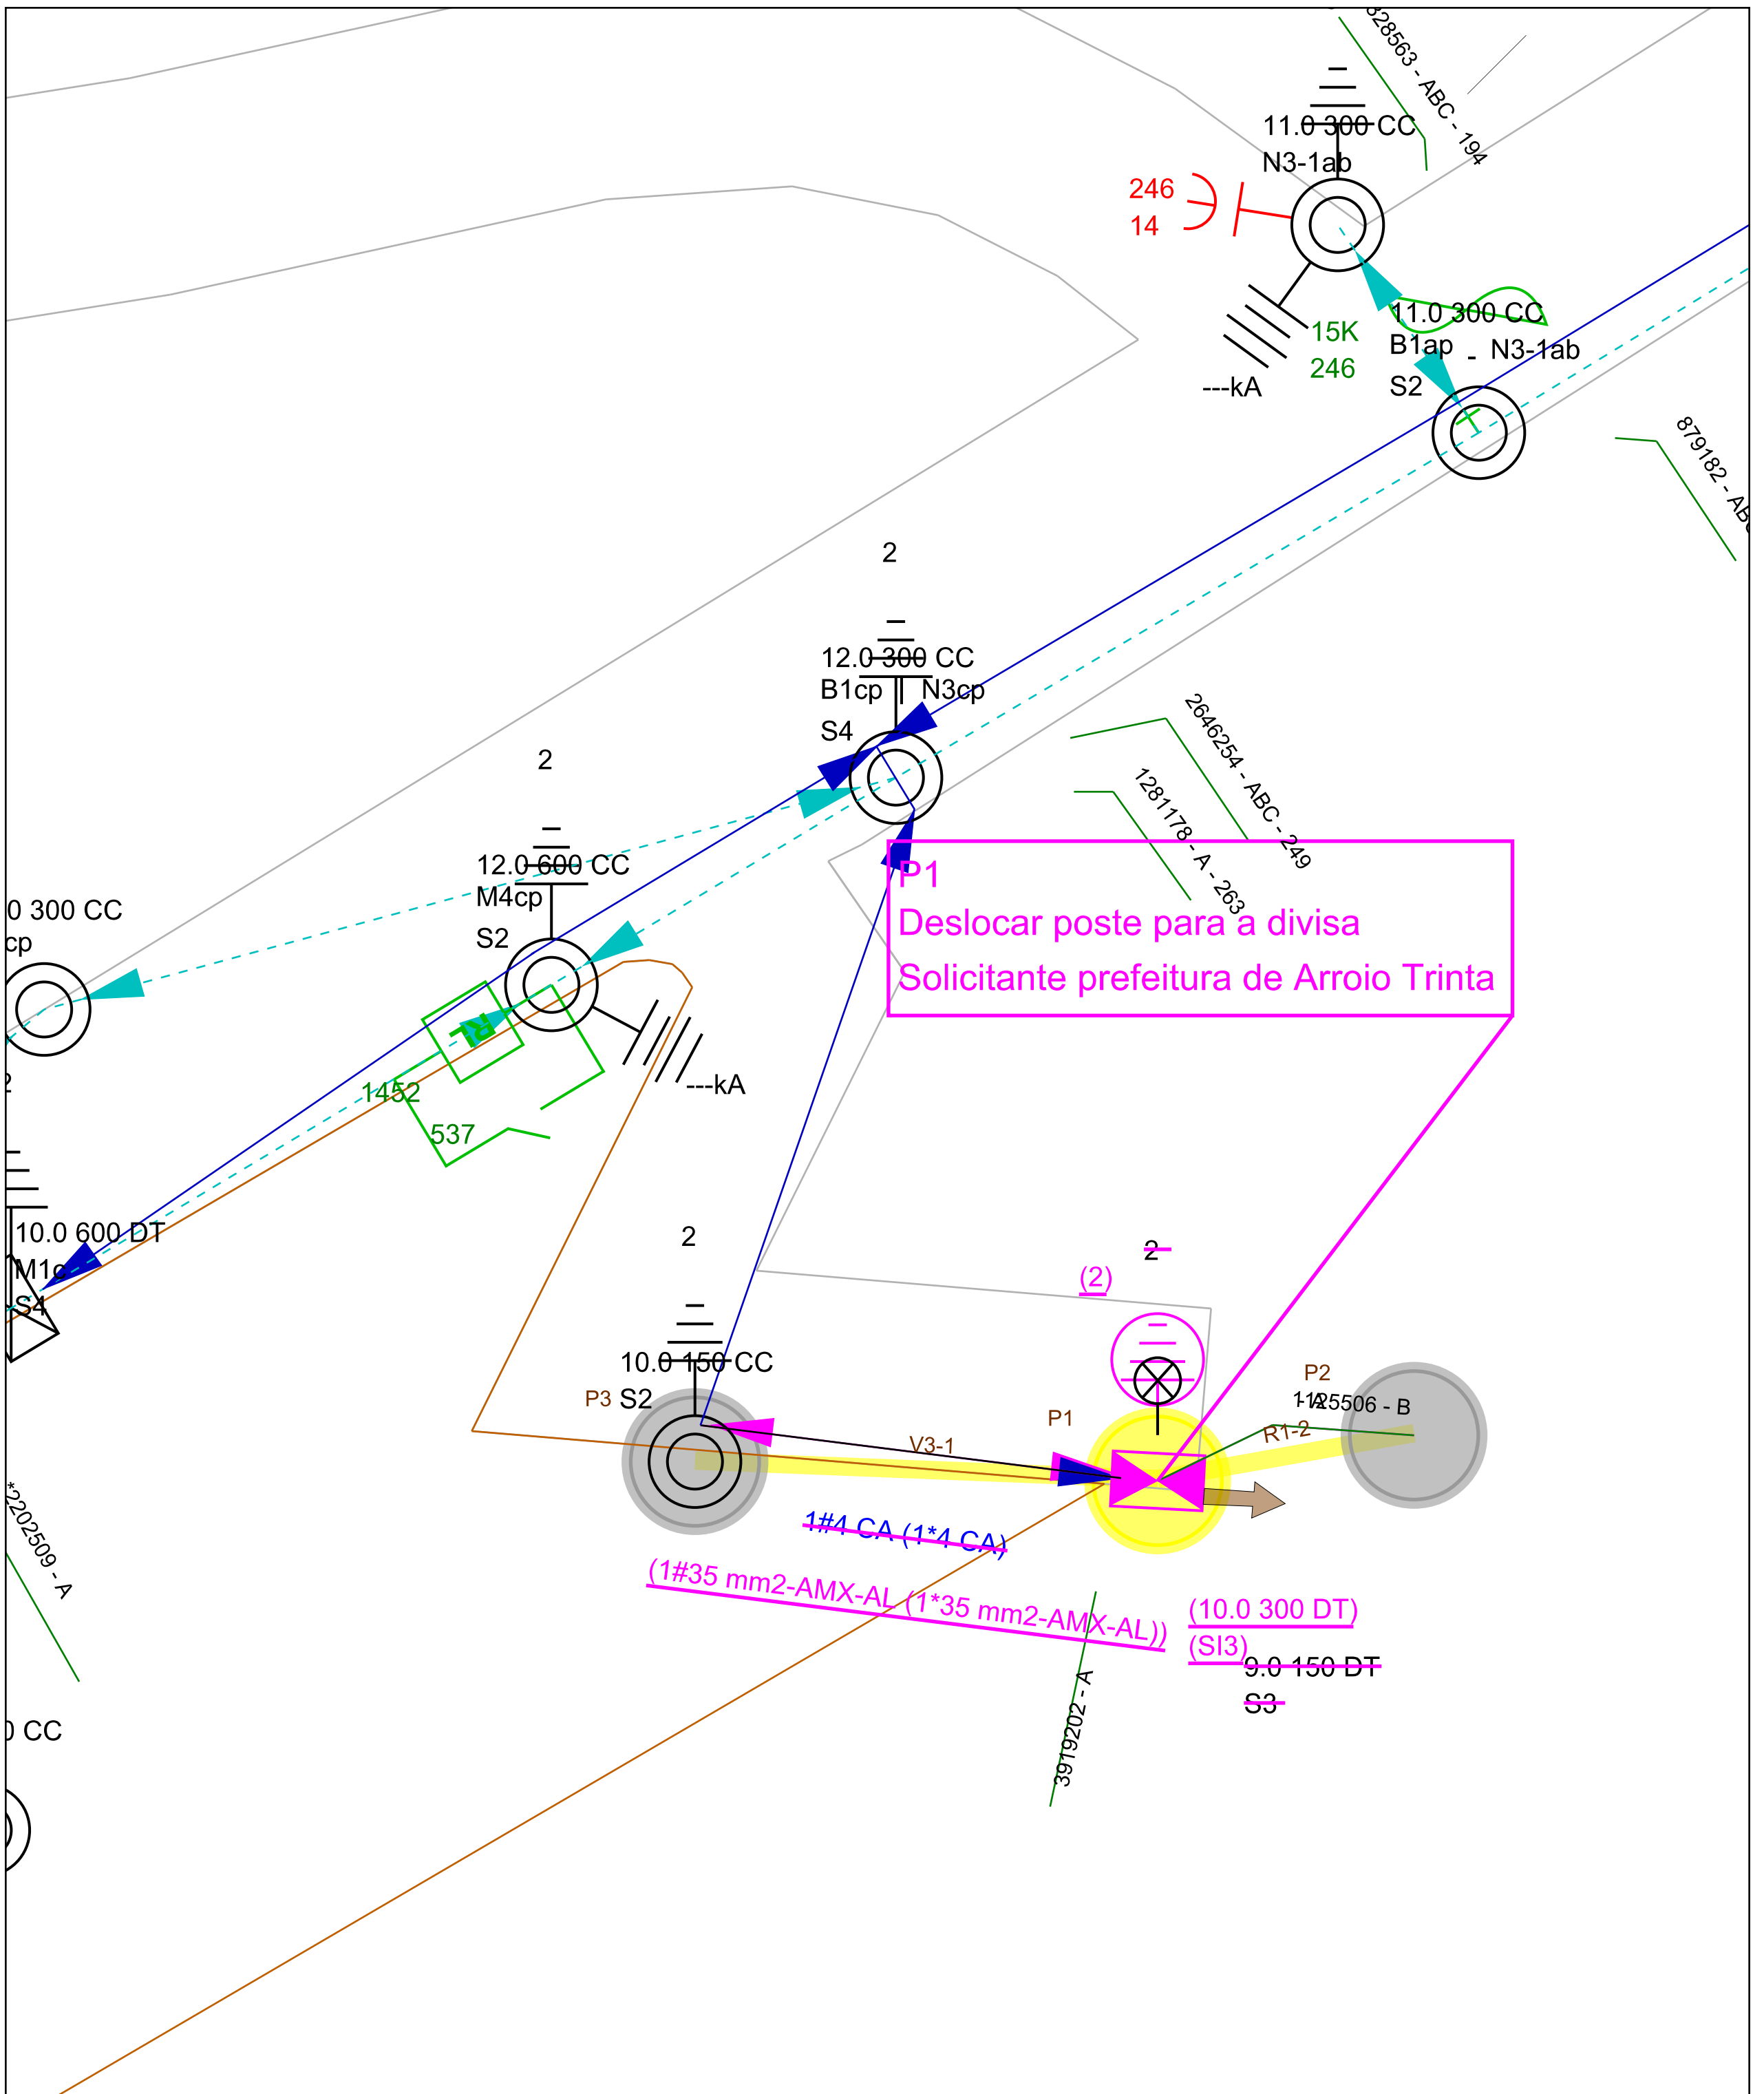 828563 - ABC - 194
11.0 300 CC
N3-1ab
246
14
15K
246
---kA
11.0 300 CC
B1ap - N3-1ab
S2
879182 - ABC
2
12.0 300 CC
B1cp N3cp
S4
2646254 - ABC - 249
1281178 - A - 263
2
12.0 600 CC
M4cp
S2
P1
Deslocar poste para a divisa
Solicitante prefeitura de Arroio Trinta
0 300 CC
cp
RL
1452
537
---kA
2
10.0 600 DT
M1c
S4
2
2
(2)
10.0 150 CC
P3 S2
P1
P2
1125506 - B
R1-2
V3-1
*2202509 - A
1#4 CA (1*4 CA)
(1#35 mm2-AMX-AL (1*35 mm2-AMX-AL))
(10.0 300 DT)
(SI3)
9.0 150 DT
S3
3919202 - A
0 CC